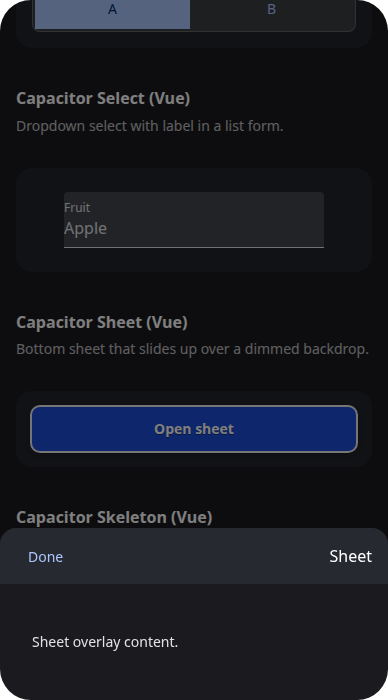 A
B
Capacitor Select (Vue)
Dropdown select with label in a list form.
Fruit
Apple
Capacitor Sheet (Vue)
Bottom sheet that slides up over a dimmed backdrop.
Open sheet
Capacitor Skeleton (Vue)
Done
Sheet
Sheet overlay content.